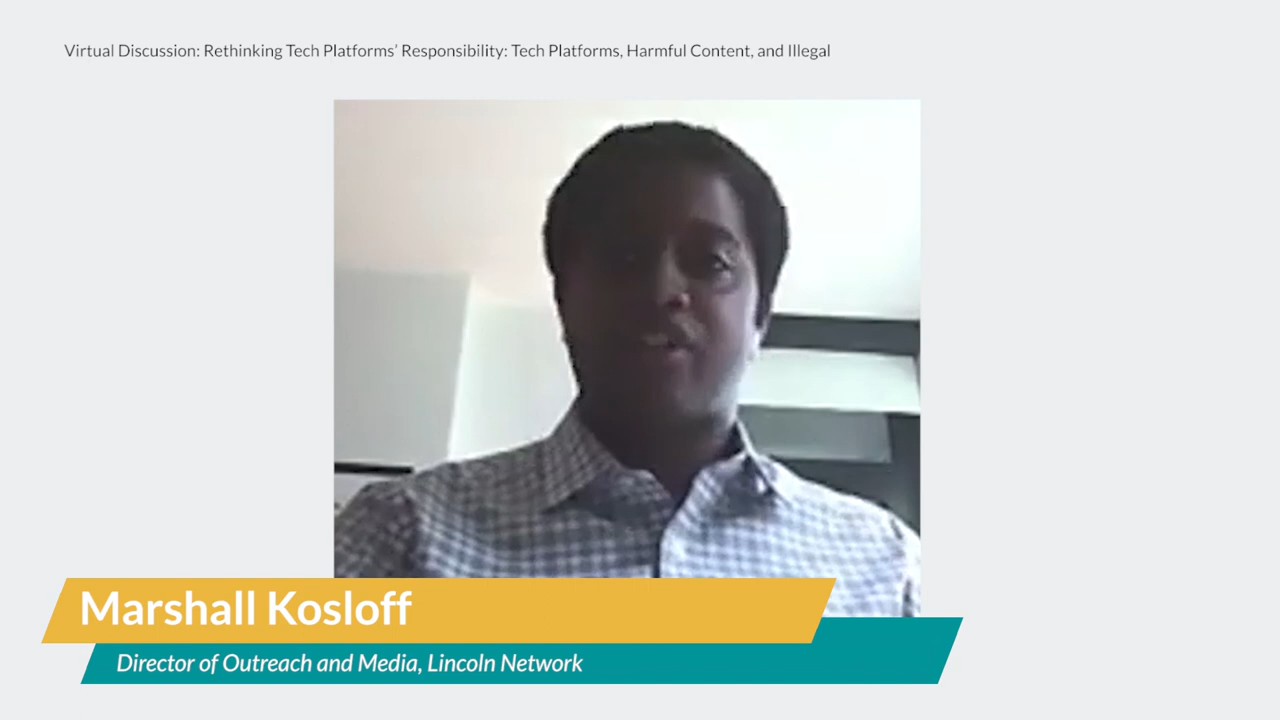 Virtual Discussion: Rethinking Tech Platforms’ Responsibility: Tech Platforms, Harmful Content, and Illegal
Marshall Kosloff
Director of Outreach and Media, Lincoln Network